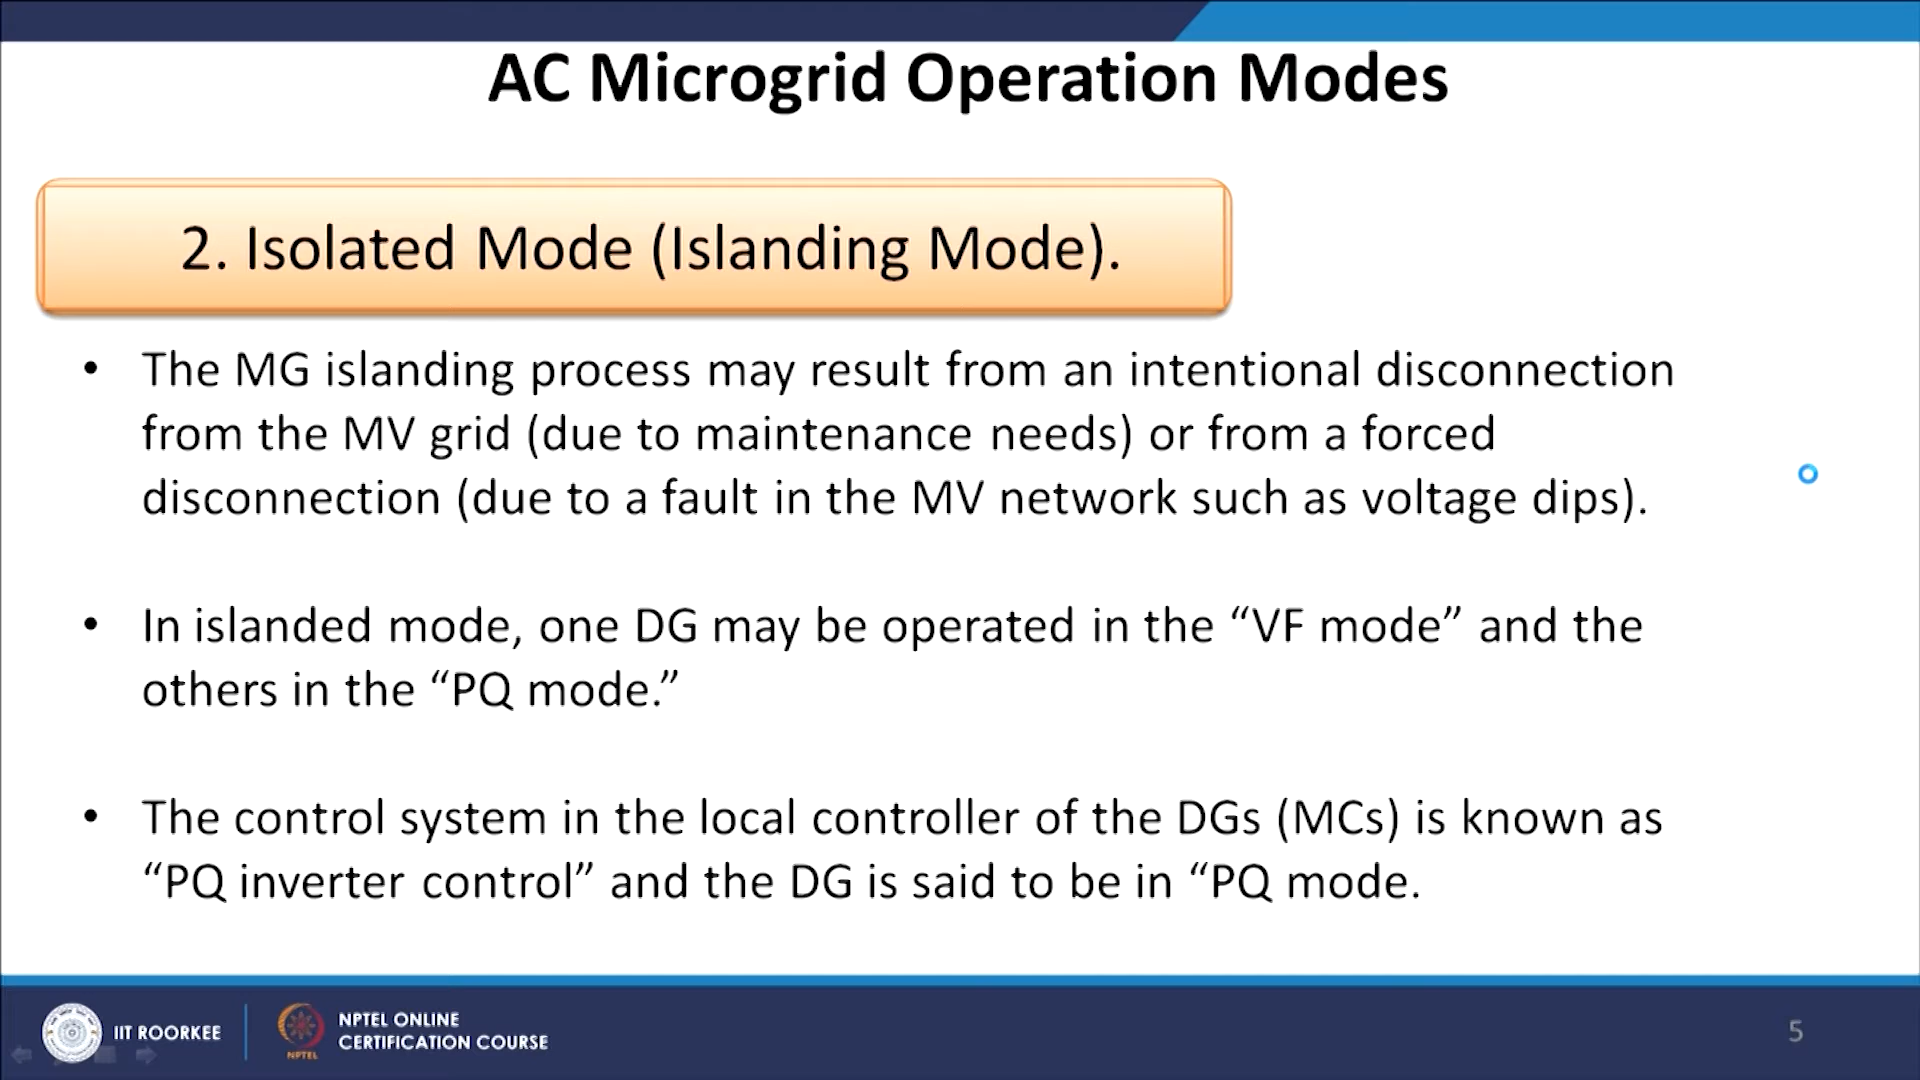 AC Microgrid Operation Modes
2. Isolated Mode (Islanding Mode).
• The MG islanding process may result from an intentional disconnection
from the MV grid (due to maintenance needs) or from a forced
disconnection (due to a fault in the MV network such as voltage dips).
• In islanded mode, one DG may be operated in the “VF mode” and the
others in the “PQ mode.”
• The control system in the local controller of the DGs (MCs) is known as
“PQ inverter control” and the DG is said to be in “PQ mode.
IIT ROORKEE
NPTEL
NPTEL ONLINE
CERTIFICATION COURSE
5